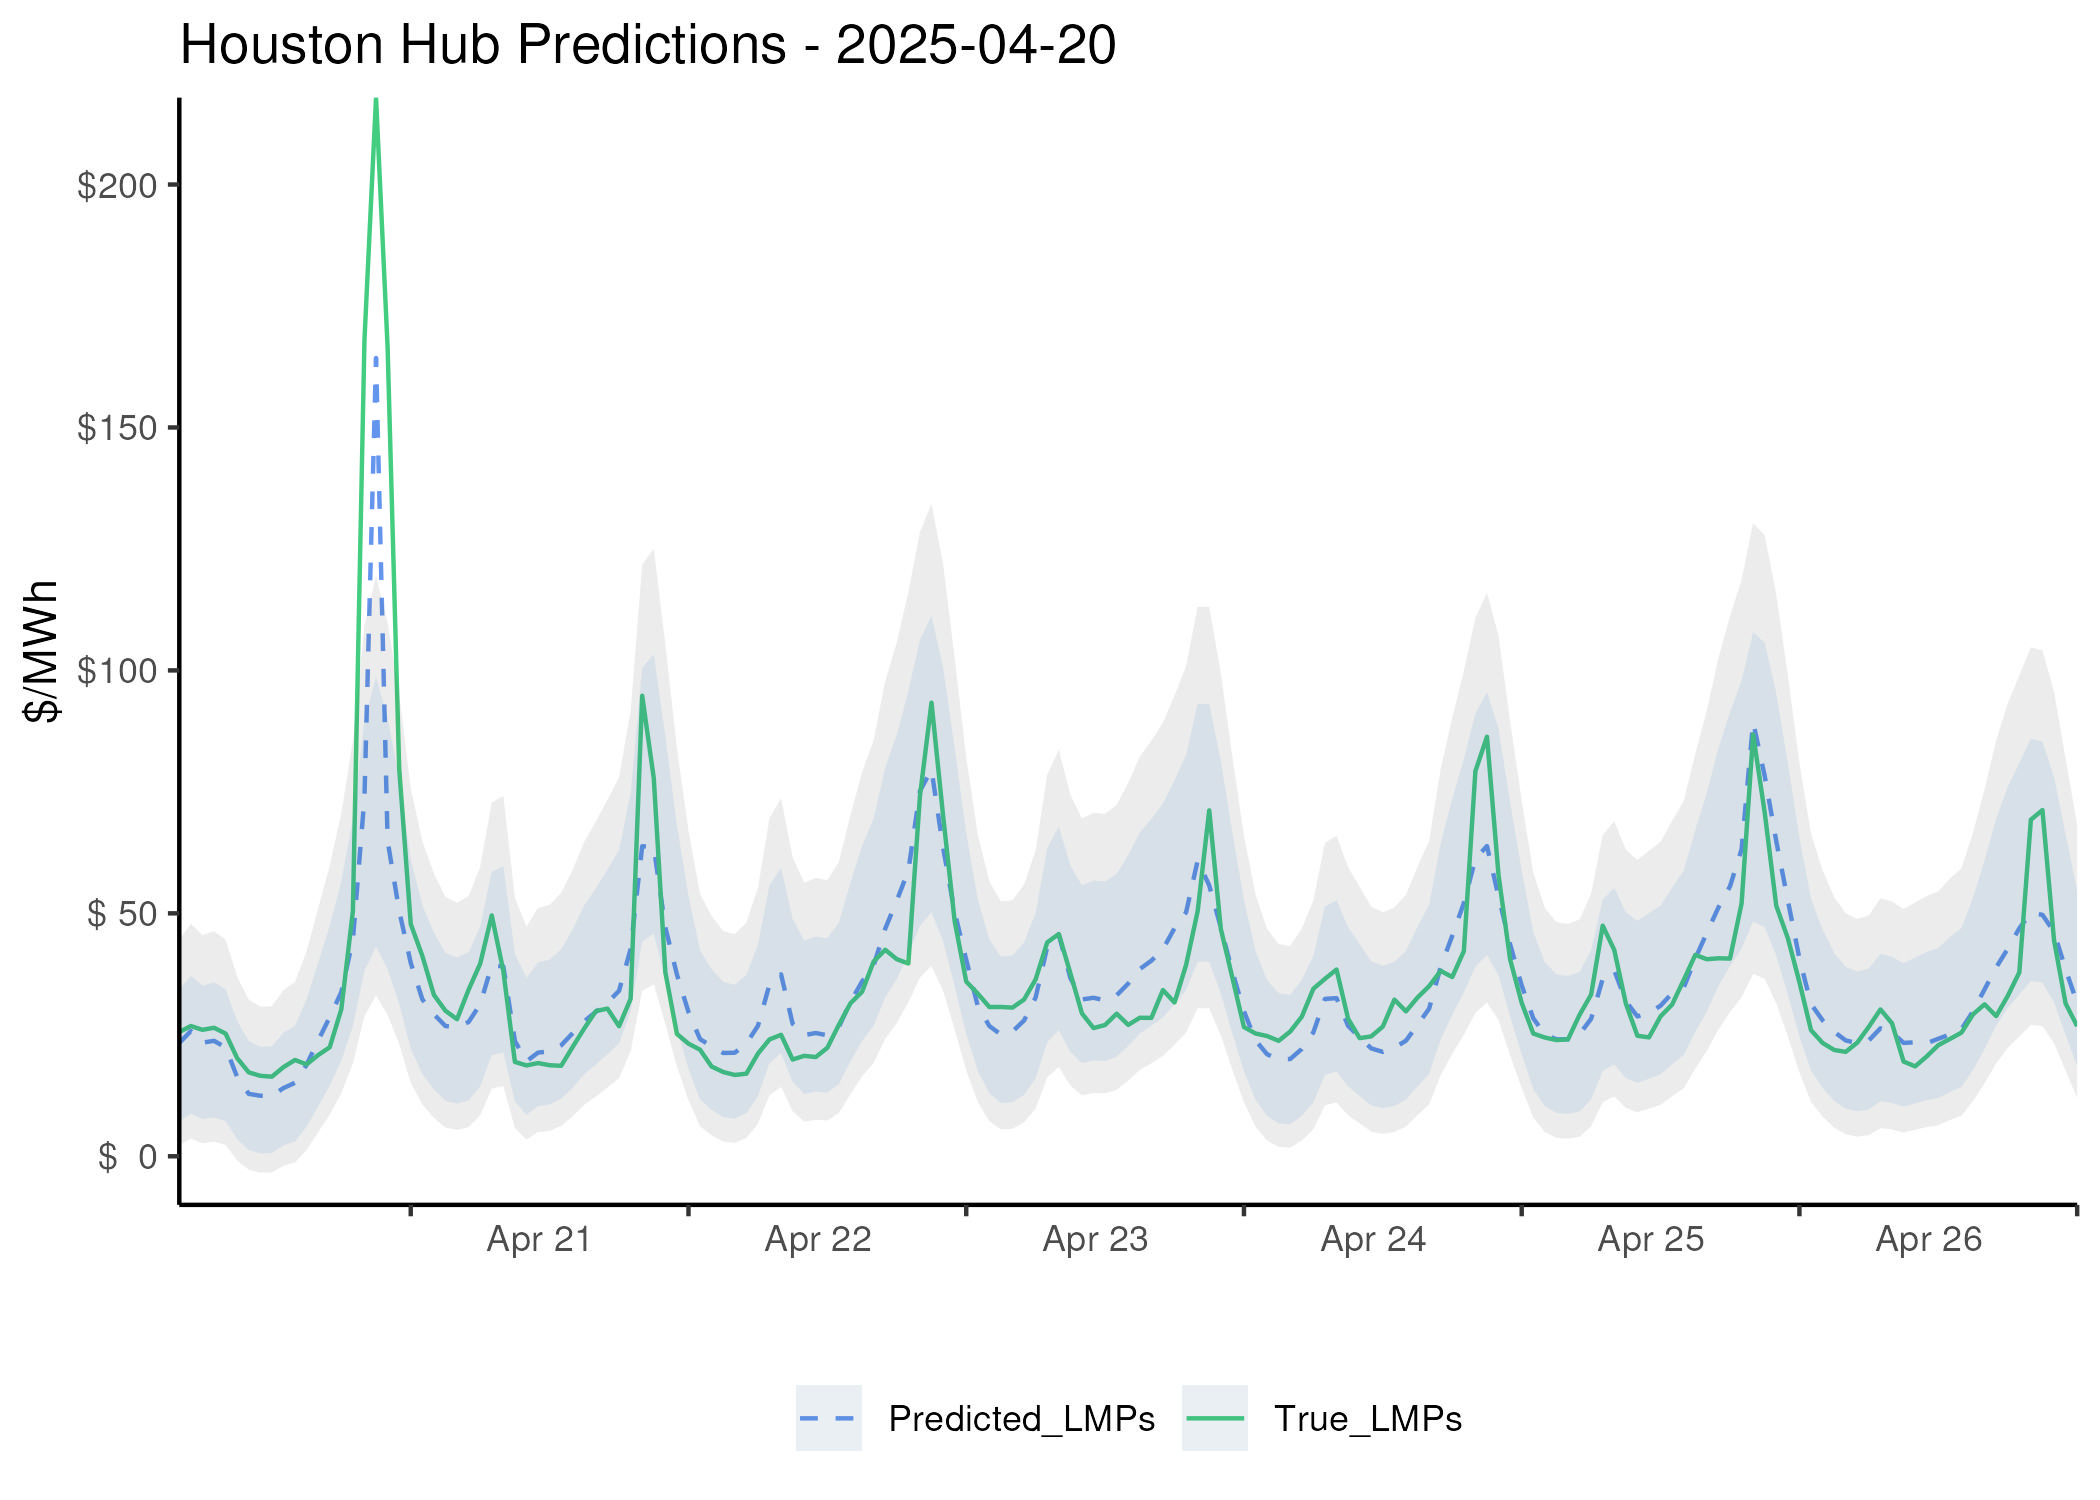 Houston Hub Predictions - 2025-04-20
$200
$150
$100
$ 50
$  0
$/MWh
Apr 21 Apr 22 Apr 23 Apr 24 Apr 25 Apr 26
Predicted_LMPs True_LMPs